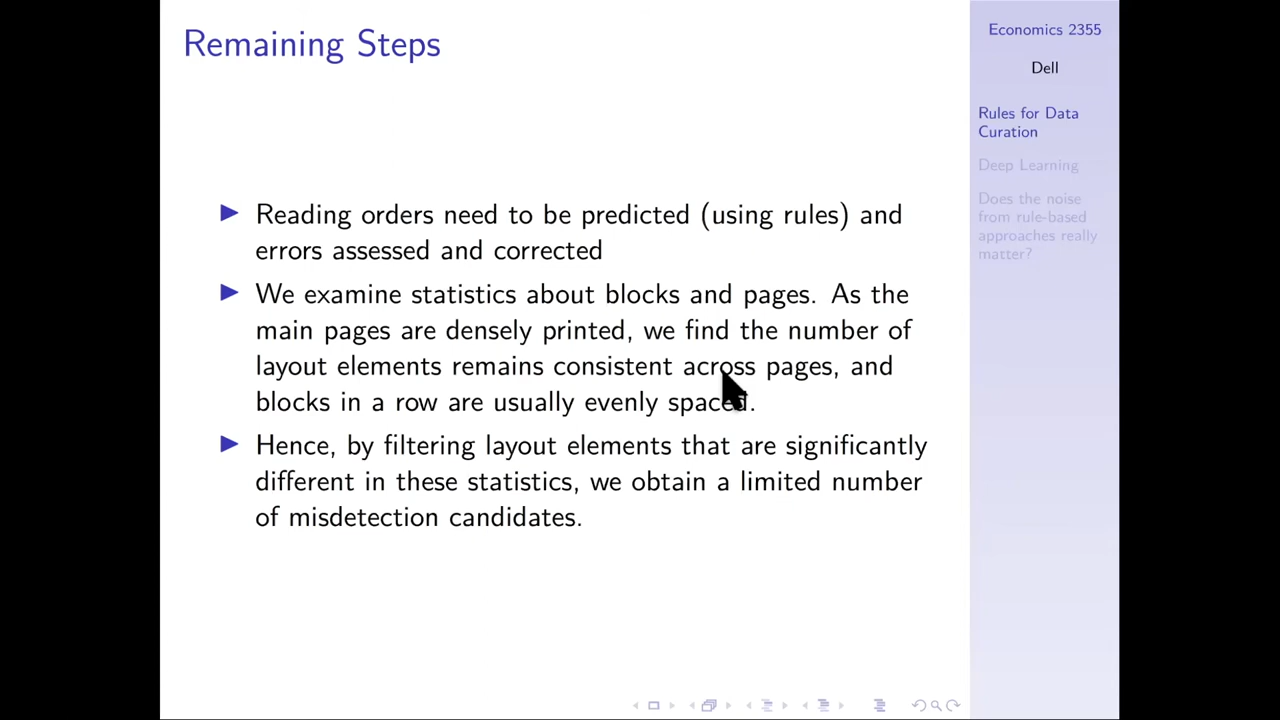 Remaining Steps
Reading orders need to be predicted (using rules) and
errors assessed and corrected
We examine statistics about blocks and pages. As the
main pages are densely printed, we find the number of
layout elements remains consistent across pages, and
blocks in a row are usually evenly spaced.
Hence, by filtering layout elements that are significantly
different in these statistics, we obtain a limited number
of misdetection candidates.
Economics 2355
Dell
Rules for Data
Curation
Deep Learning
Does the noise
from rule-based
approaches really
matter?